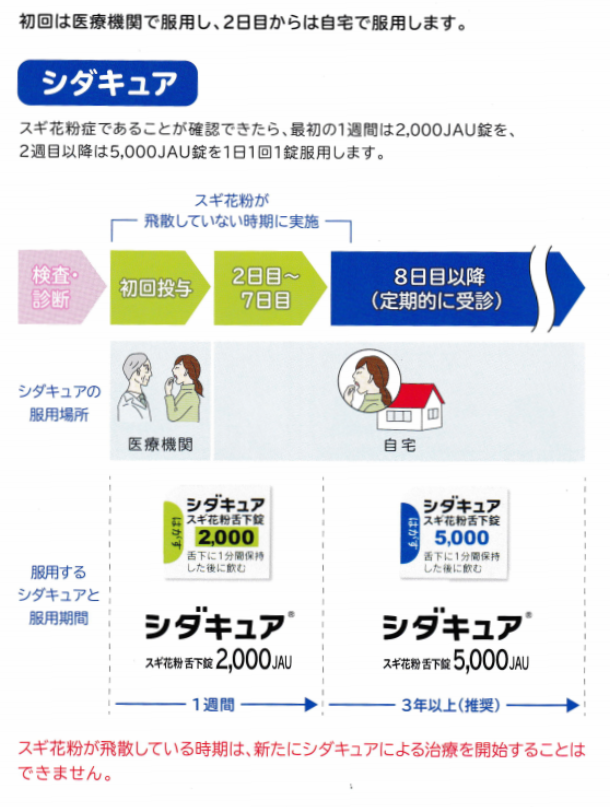 初回は医療機関で服用し、2日目からは自宅で服用します。
シダキュア
スギ花粉症であることが確認できたら、最初の1週間は2,000JAU錠を、
2週目以降は5,000JAU錠を1日1回1錠服用します。
スギ花粉が
飛散していない時期に実施
検査・
診断
初回投与
2日目～
7日目
8日目以降
（定期的に受診）
シダキュアの
服用場所
医療機関
自宅
服用する
シダキュアと
服用期間
はがす
シダキュア
スギ花粉舌下錠
2,000
舌下に1分間保持
した後に飲む
はがす
シダキュア
スギ花粉舌下錠
5,000
舌下に1分間保持
した後に飲む
シダキュア®
スギ花粉舌下錠2,000JAU
シダキュア®
スギ花粉舌下錠5,000JAU
1週間
3年以上（推奨）
スギ花粉が飛散している時期は、新たにシダキュアによる治療を開始することは
できません。